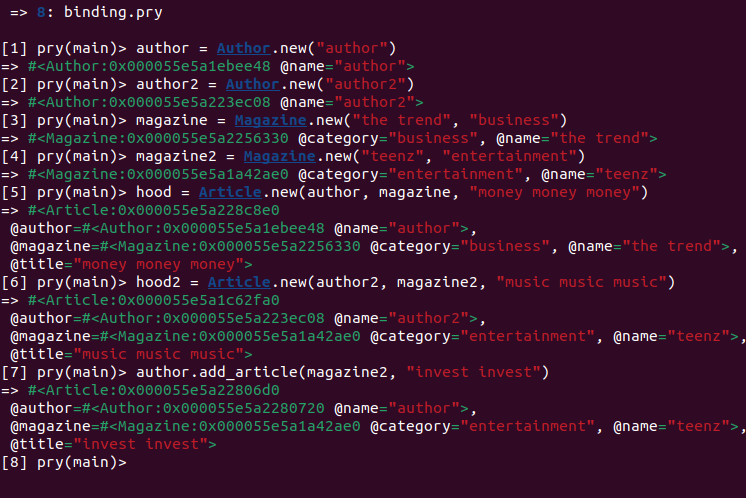 => 8: binding.pry
[1] pry(main)> author = Author.new("author")
=> #<Author:0x000055e5a1ebee48 @name="author">
[2] pry(main)> author2 = Author.new("author2")
=> #<Author:0x000055e5a223ec08 @name="author2">
[3] pry(main)> magazine = Magazine.new("the trend", "business")
=> #<Magazine:0x000055e5a2256330 @category="business", @name="the trend">
[4] pry(main)> magazine2 = Magazine.new("teenz", "entertainment")
=> #<Magazine:0x000055e5a1a42ae0 @category="entertainment", @name="teenz">
[5] pry(main)> hood = Article.new(author, magazine, "money money money")
=> #<Article:0x000055e5a228c8e0
@author=#<Author:0x000055e5a1ebee48 @name="author">,
@magazine=#<Magazine:0x000055e5a2256330 @category="business", @name="the trend">,
@title="money money money">
[6] pry(main)> hood2 = Article.new(author2, magazine2, "music music music")
=> #<Article:0x000055e5a1c62fa0
@author=#<Author:0x000055e5a223ec08 @name="author2">,
@magazine=#<Magazine:0x000055e5a1a42ae0 @category="entertainment", @name="teenz">,
@title="music music music">
[7] pry(main)> author.add_article(magazine2, "invest invest")
=> #<Article:0x000055e5a22806d0
@author=#<Author:0x000055e5a2280720 @name="author">,
@magazine=#<Magazine:0x000055e5a1a42ae0 @category="entertainment", @name="teenz">,
@title="invest invest">
[8] pry(main)>